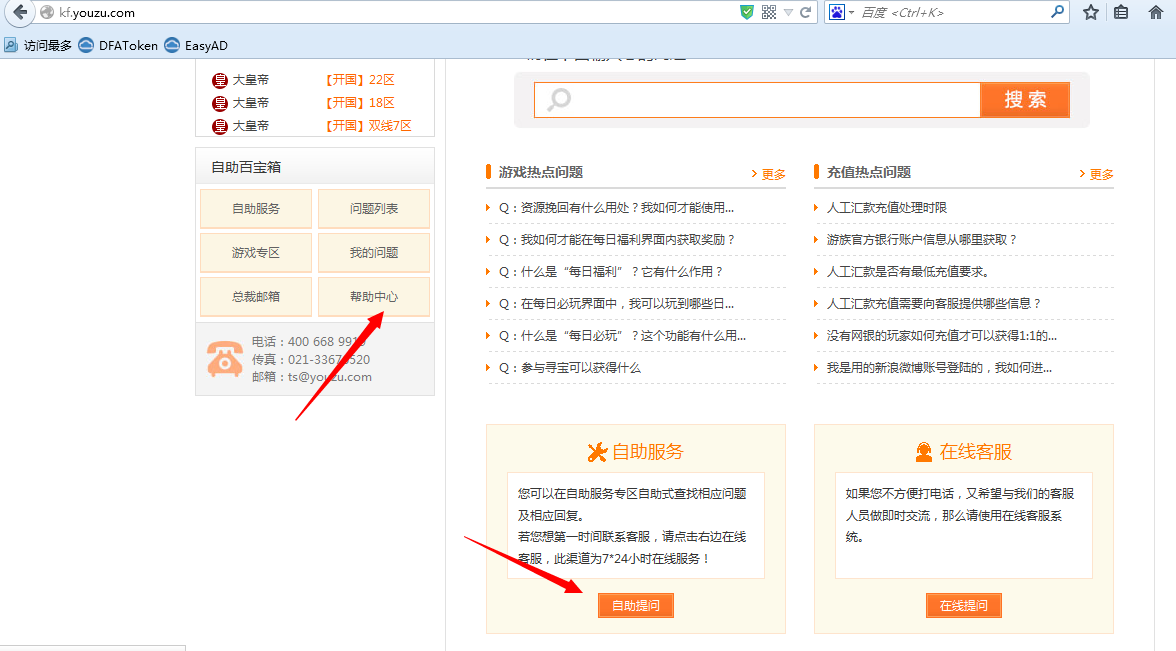 kf.youzu.com
百度 <Ctrl+K>
访问最多 DFAToken EasyAD
大皇帝 【开国】22区
大皇帝 【开国】18区
大皇帝 【开国】双线7区
自助百宝箱
自助服务 问题列表
游戏专区 我的问题
总裁邮箱 帮助中心
电话：400 668 991
传真：021-3367 520
邮箱：ts@youzu.com
搜 索
游戏热点问题 更多
Q：资源挽回有什么用处？我如何才能使用...
Q：我如何才能在每日福利界面内获取奖励？
Q：什么是“每日福利”？它有什么作用？
Q：在每日必玩界面中，我可以玩到哪些日...
Q：什么是“每日必玩”？这个功能有什么用...
Q：参与寻宝可以获得什么
充值热点问题 更多
人工汇款充值处理时限
游族官方银行账户信息从哪里获取？
人工汇款是否有最低充值要求。
人工汇款充值需要向客服提供哪些信息？
没有网银的玩家如何充值才可以获得1:1的...
我是用的新浪微博账号登陆的，我如何进...
自助服务
您可以在自助服务专区自助式查找相应问题
及相应回复。
若您想第一时间联系客服，请点击右边在线
客服，此渠道为7*24小时在线服务！
自助提问
在线客服
如果您不方便打电话，又希望与我们的客服
人员做即时交流，那么请使用在线客服系
统。
在线提问